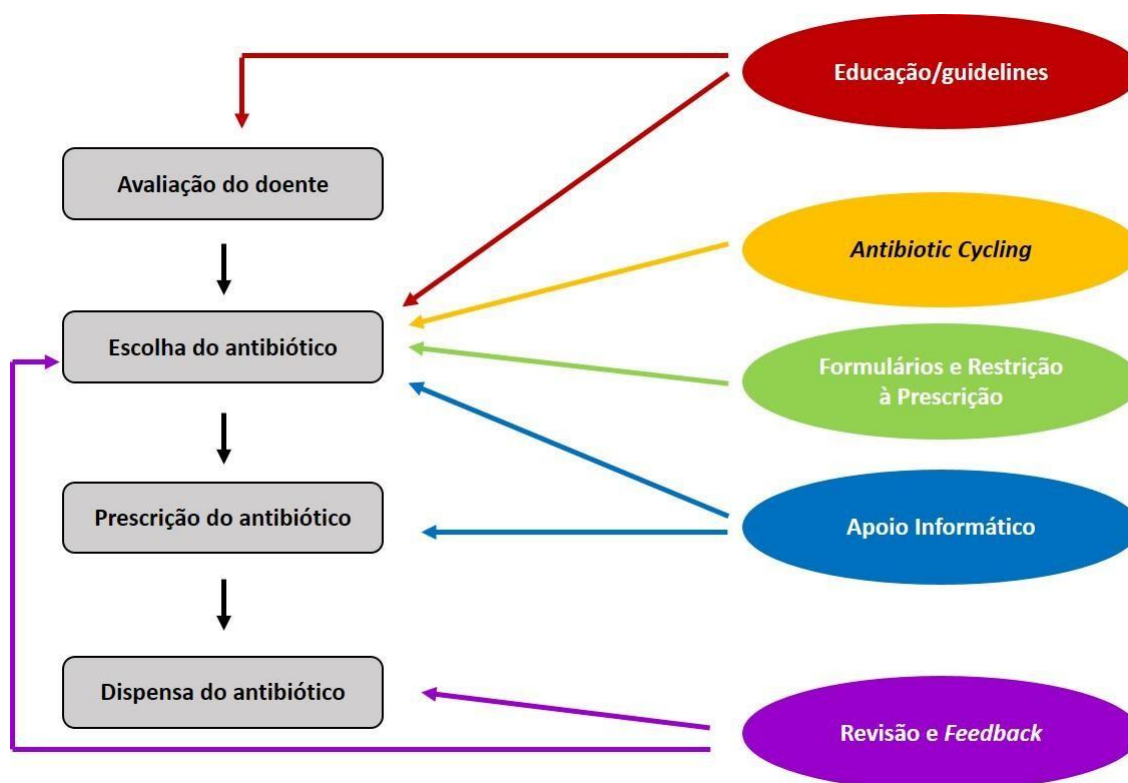 Educação/guidelines
Avaliação do doente
Antibiotic Cycling
Escolha do antibiótico
Formulários e Restrição
à Prescrição
Prescrição do antibiótico
Apoio Informático
Dispensa do antibiótico
Revisão e Feedback